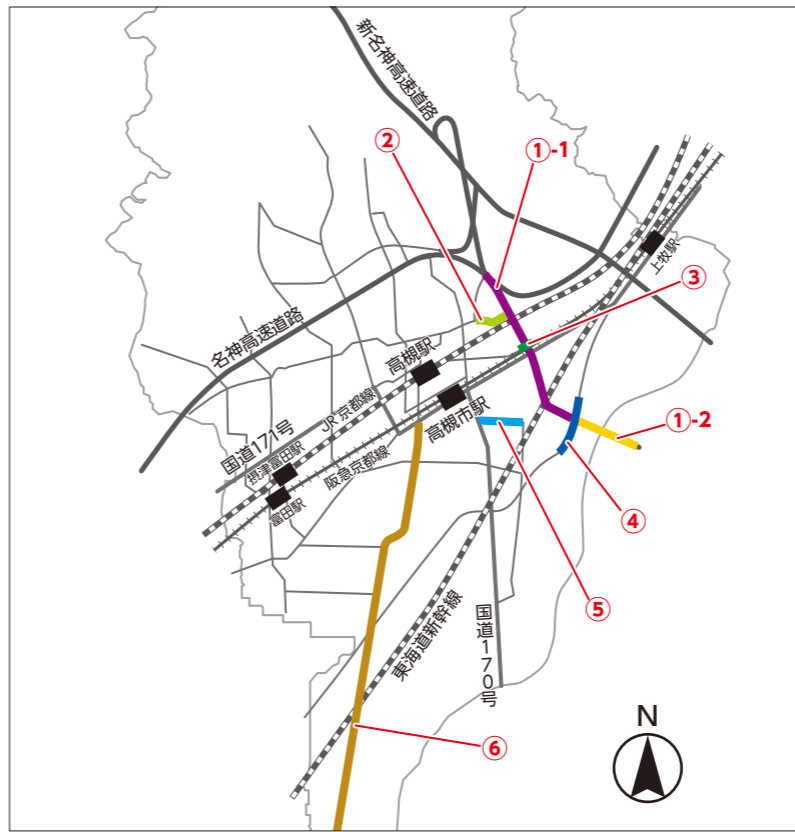 新名神高速道路
②
①-1
上牧駅
③
名神高速道路
高槻駅
JR京都線
国道171号
高槻市駅
①-2
摂津富田駅
阪急京都線
富田駅
④
⑤
東海道新幹線
国道170号
⑥
N